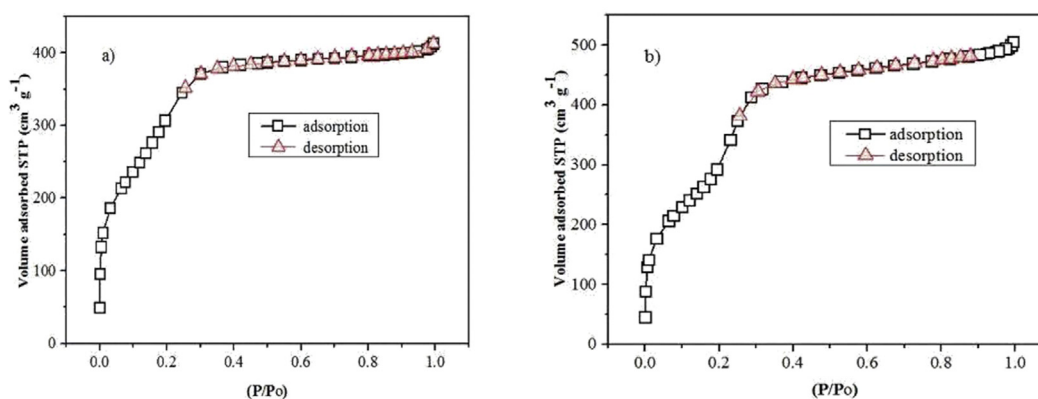 a)
Volume adsorbed STP (cm³ g⁻¹)
400
300
200
100
0
adsorption
desorption
0.0 0.2 0.4 0.6 0.8 1.0
(P/Po)
b)
Volume adsorbed STP (cm³ g⁻¹)
500
400
300
200
100
0
adsorption
desorption
0.0 0.2 0.4 0.6 0.8 1.0
(P/Po)